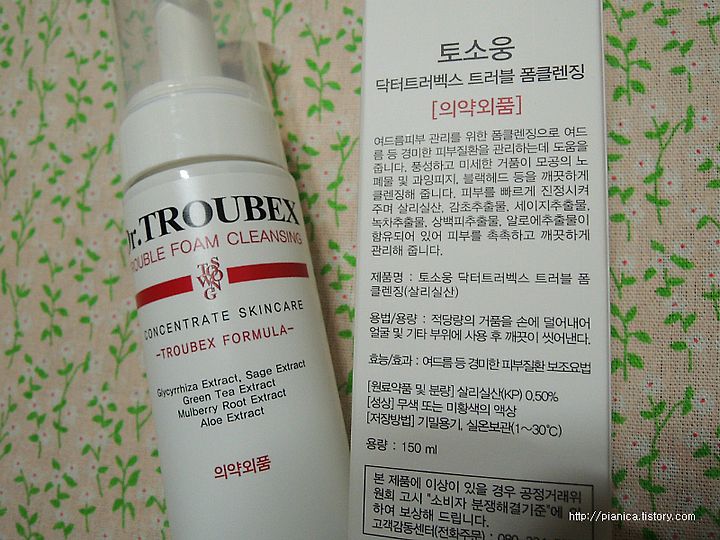 Dr.TROUBEX
TROUBLE FOAM CLEANSING
TSOWOONG
CONCENTRATE SKINCARE
-TROUBEX FORMULA-
Glycyrrhiza Extract, Sage Extract
Green Tea Extract
Mulberry Root Extract
Aloe Extract
의약외품
토소웅
닥터트러벡스 트러블 폼클렌징
[의약외품]
여드름피부 관리를 위한 폼클렌징으로 여드
름 등 경미한 피부질환을 관리하는데 도움을
줍니다. 풍성하고 미세한 거품이 모공의 노
폐물 및 과잉피지, 블랙헤드 등을 깨끗하게
클렌징해 줍니다. 피부를 빠르게 진정시켜
주며 살리실산, 감초추출물, 세이지추출물,
녹차추출물, 상백피추출물, 알로에추출물이
함유되어 있어 피부를 촉촉하고 깨끗하게
관리해 줍니다.
제품명 : 토소웅 닥터트러벡스 트러블 폼
클렌징(살리실산)
용법/용량 : 적당량의 거품을 손에 덜어내어
얼굴 및 기타 부위에 사용 후 깨끗이 씻어낸다.
효능/효과 : 여드름 등 경미한 피부질환 보조요법
[원료약품 및 분량] 살리실산(KP) 0.50%
[성상] 무색 또는 미황색의 액상
[저장방법] 기밀용기, 실온보관(1~30℃)
용량 : 150 ml
본 제품에 이상이 있을 경우 공정거래위
원회 고시 "소비자 분쟁해결기준"에
하여 보상해 드립니다.
고객감동센터(전화주문) : 080
http://pianica.tistory.com